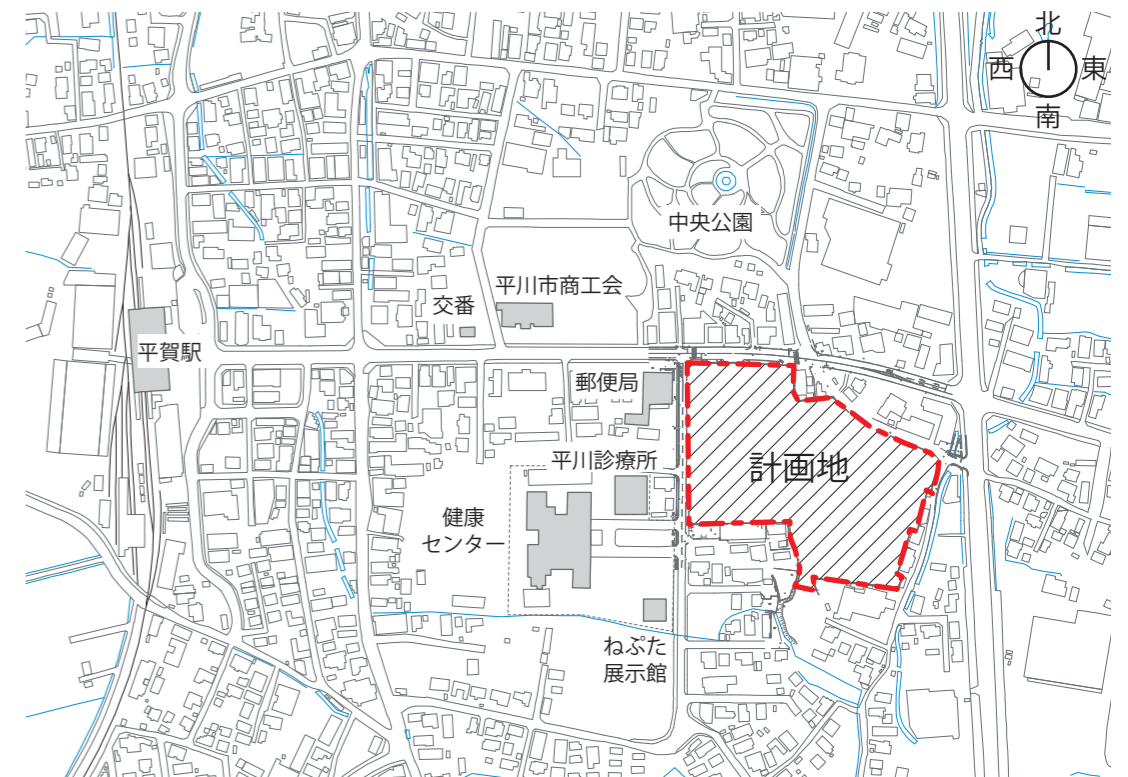 北
西
東
南
中央公園
平川市商工会
交番
平賀駅
郵便局
計画地
平川診療所
健康
センター
ねぷた
展示館